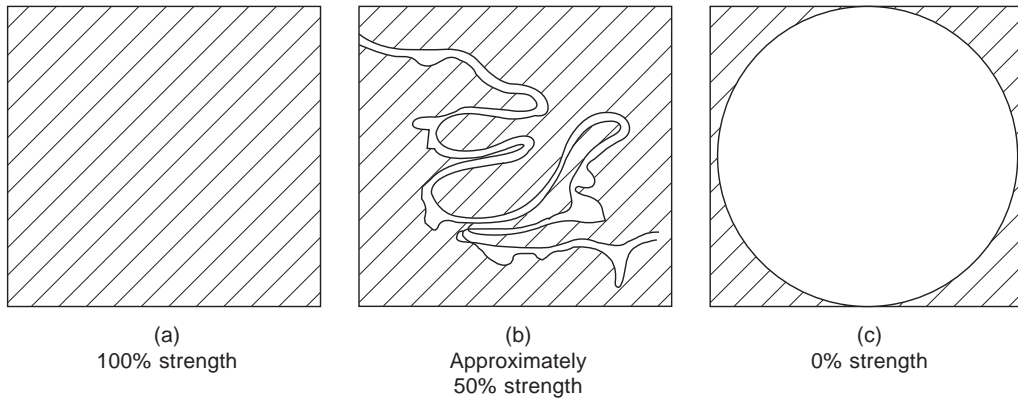 (a)
100% strength
(b)
Approximately
50% strength
(c)
0% strength